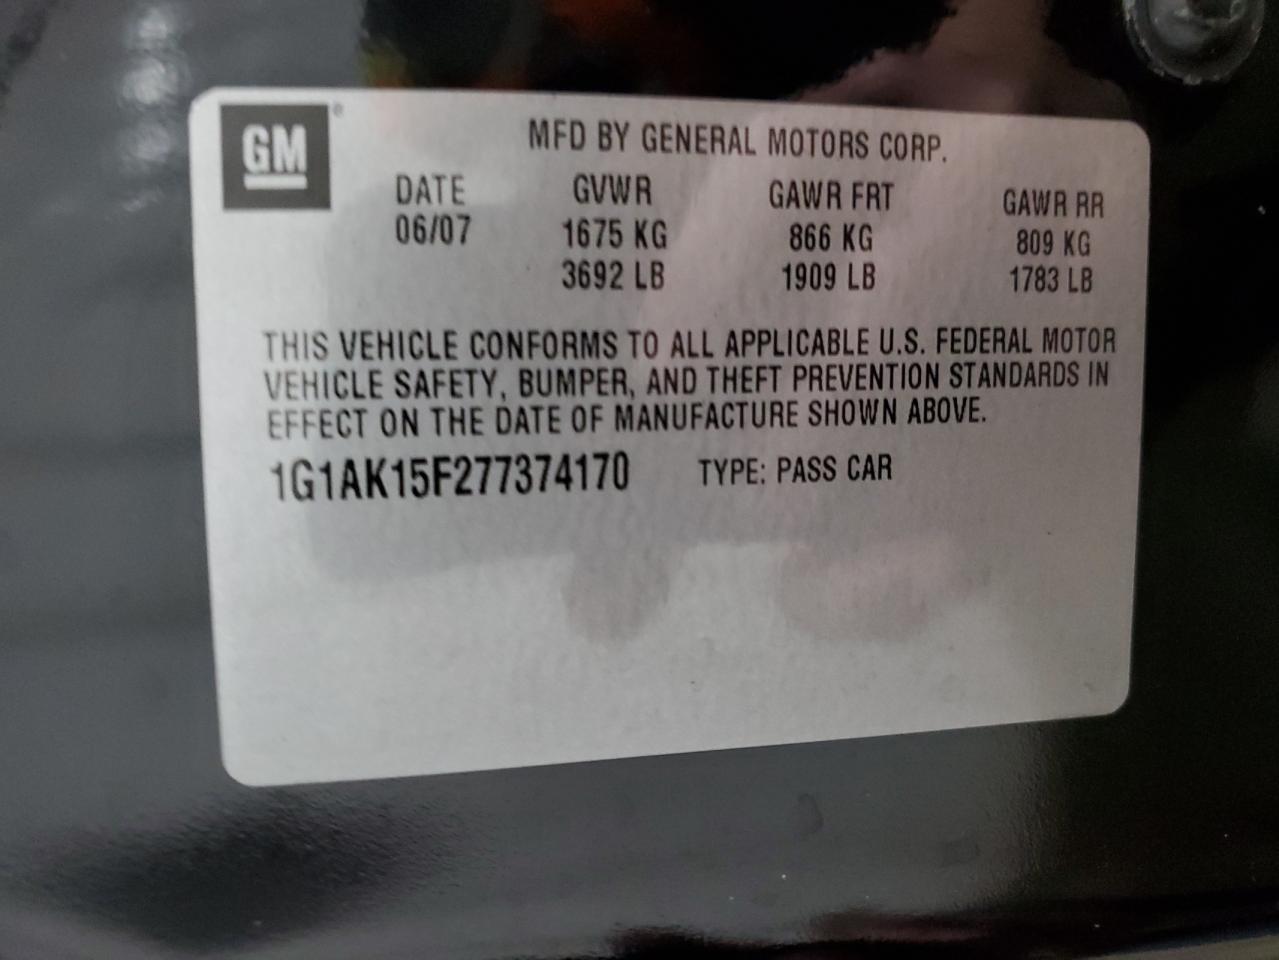 GM ®
MFD BY GENERAL MOTORS CORP.
DATE GVWR GAWR FRT GAWR RR
06/07 1675 KG 866 KG 809 KG
3692 LB 1909 LB 1783 LB
THIS VEHICLE CONFORMS TO ALL APPLICABLE U.S. FEDERAL MOTOR
VEHICLE SAFETY, BUMPER, AND THEFT PREVENTION STANDARDS IN
EFFECT ON THE DATE OF MANUFACTURE SHOWN ABOVE.
1G1AK15F277374170 TYPE: PASS CAR